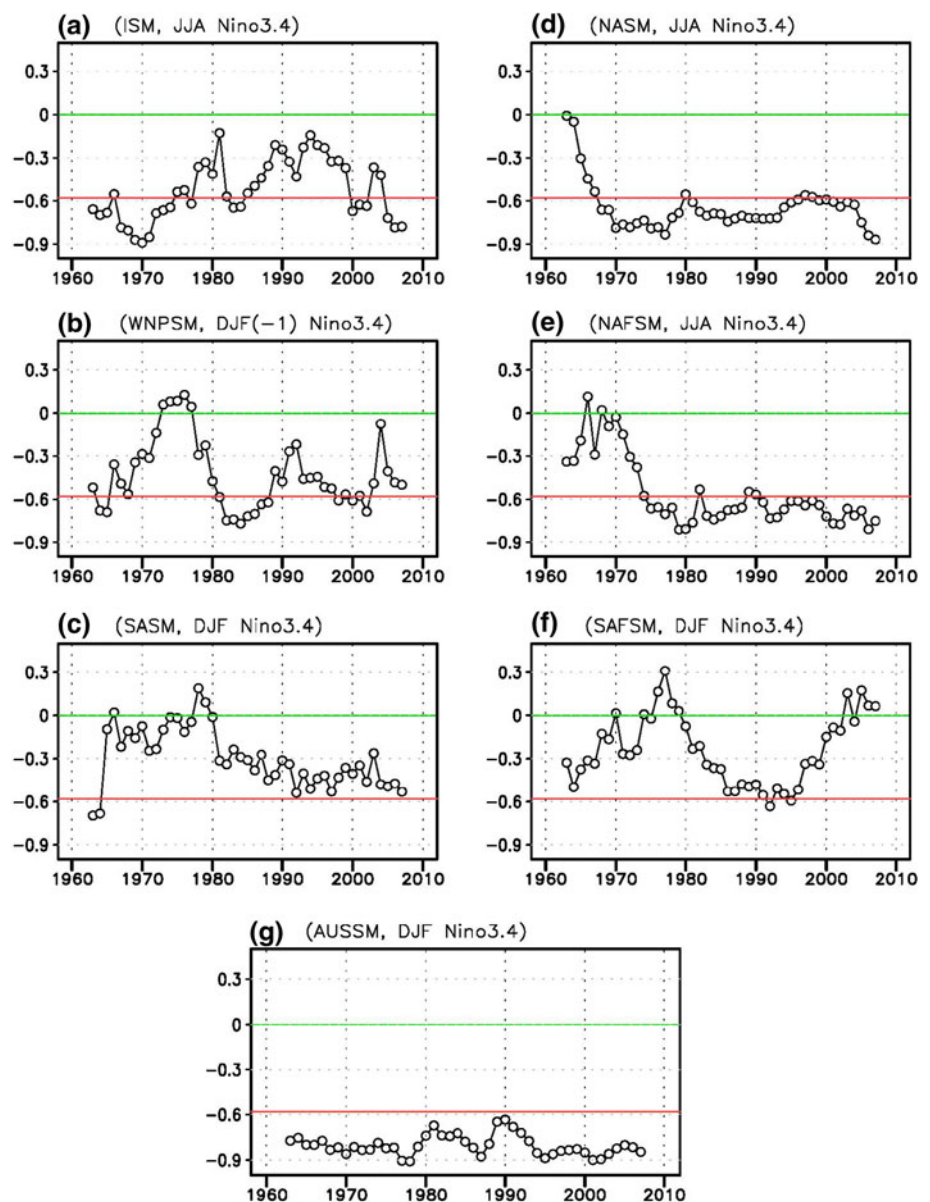 (a) (ISM, JJA Nino3.4)
0.3
0
−0.3
−0.6
−0.9
1960 1970 1980 1990 2000 2010
(b) (WNPSM, DJF(−1) Nino3.4)
0.3
0
−0.3
−0.6
−0.9
1960 1970 1980 1990 2000 2010
(c) (SASM, DJF Nino3.4)
0.3
0
−0.3
−0.6
−0.9
1960 1970 1980 1990 2000 2010
(d) (NASM, JJA Nino3.4)
0.3
0
−0.3
−0.6
−0.9
1960 1970 1980 1990 2000 2010
(e) (NAFSM, JJA Nino3.4)
0.3
0
−0.3
−0.6
−0.9
1960 1970 1980 1990 2000 2010
(f) (SAFSM, DJF Nino3.4)
0.3
0
−0.3
−0.6
−0.9
1960 1970 1980 1990 2000 2010
(g) (AUSSM, DJF Nino3.4)
0.3
0
−0.3
−0.6
−0.9
1960 1970 1980 1990 2000 2010